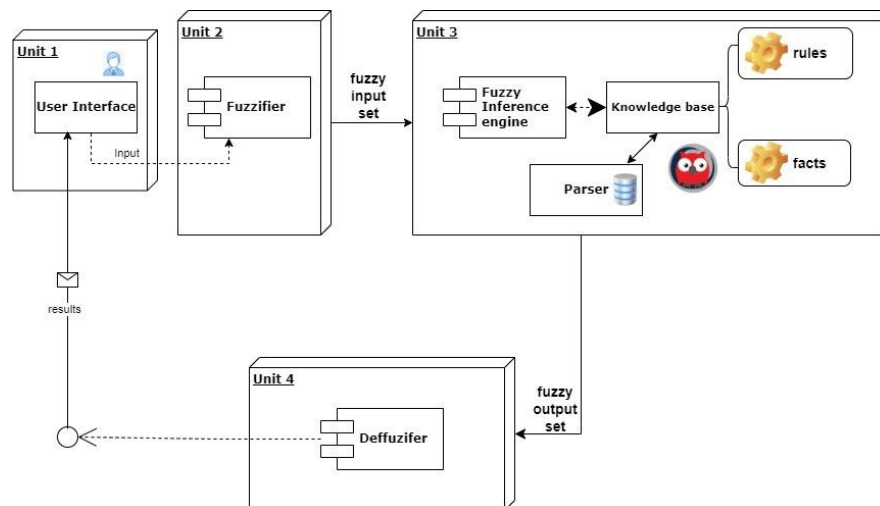 Unit 1
User Interface
Input
results
Unit 2
Fuzzifier
fuzzy
input
set
Unit 3
Fuzzy
Inference
engine
Knowledge base
rules
facts
Parser
Unit 4
Deffuzifer
fuzzy
output
set